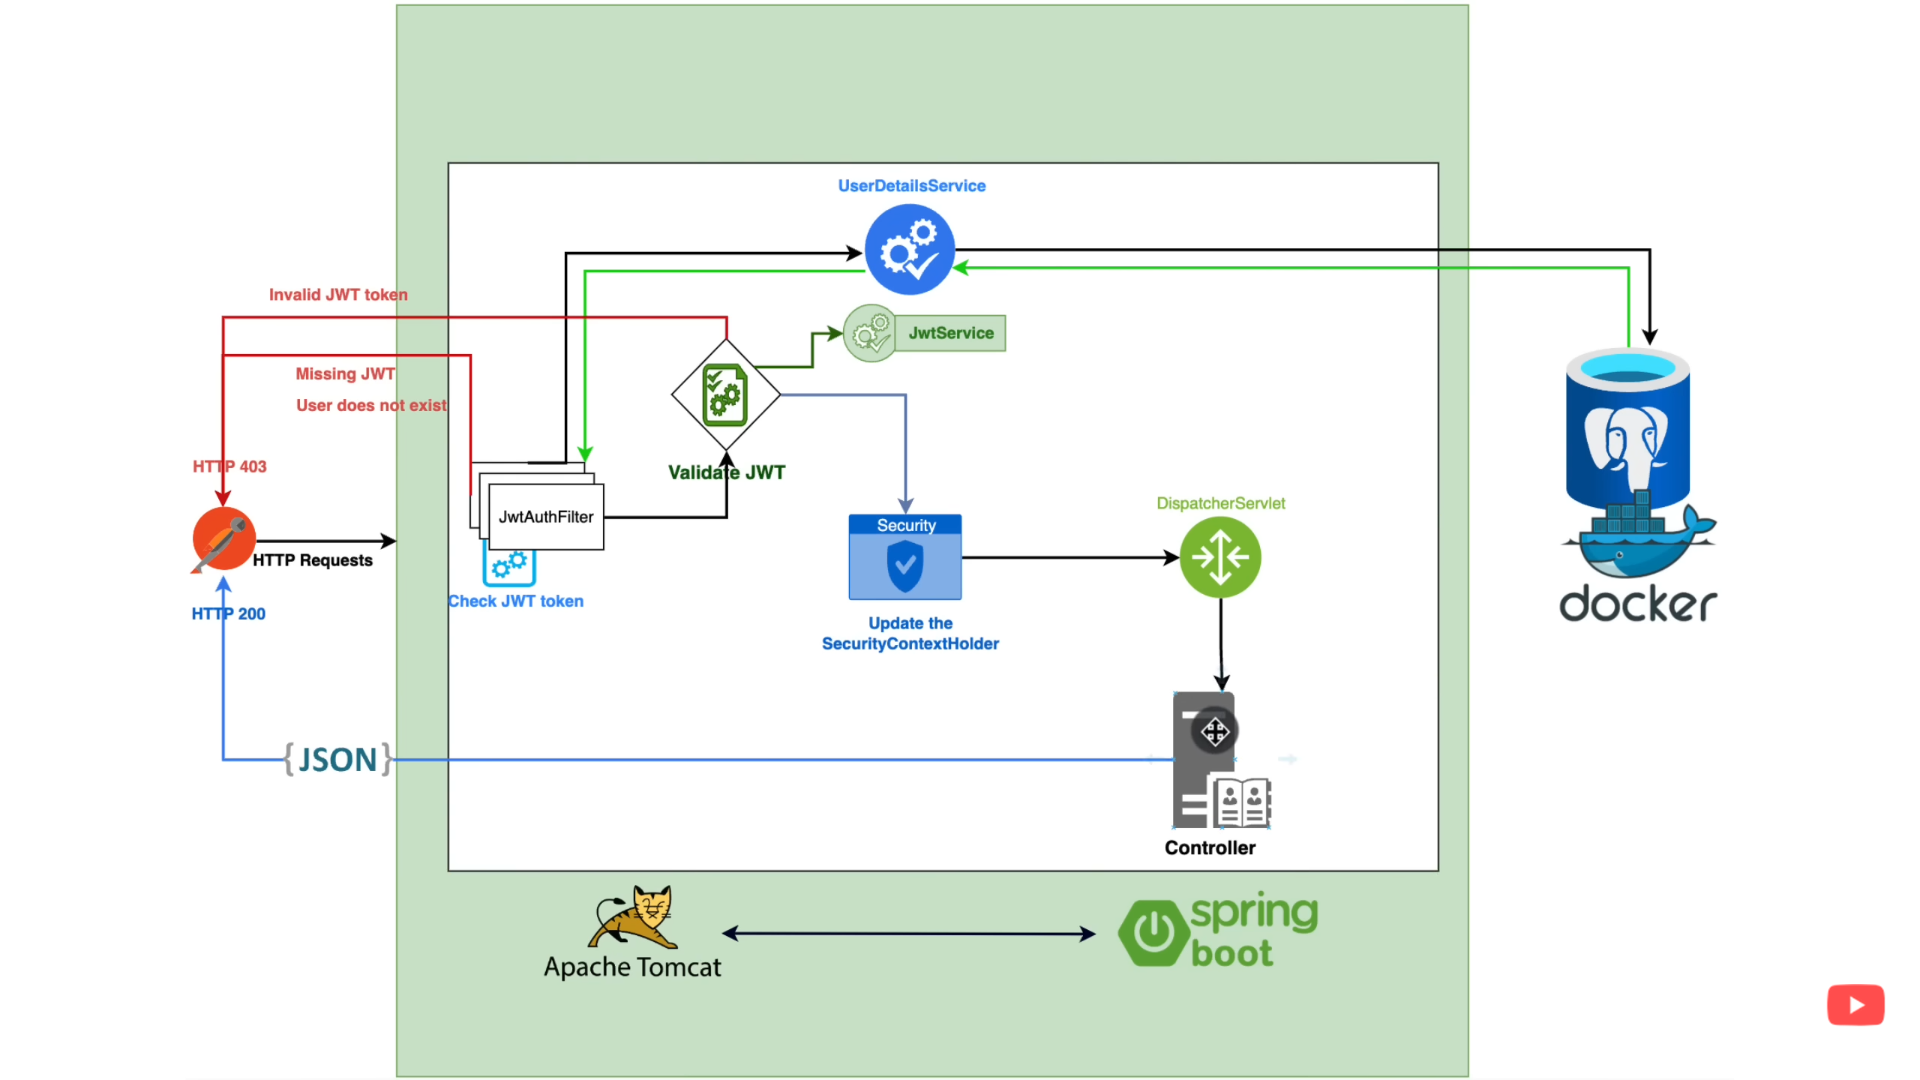 UserDetailsService
Invalid JWT token
JwtService
Missing JWT
User does not exist
HTTP 403
Validate JWT
JwtAuthFilter
HTTP Requests
Check JWT token
HTTP 200
Security
Update the
SecurityContextHolder
DispatcherServlet
docker
{JSON}
Controller
Apache Tomcat
spring
boot